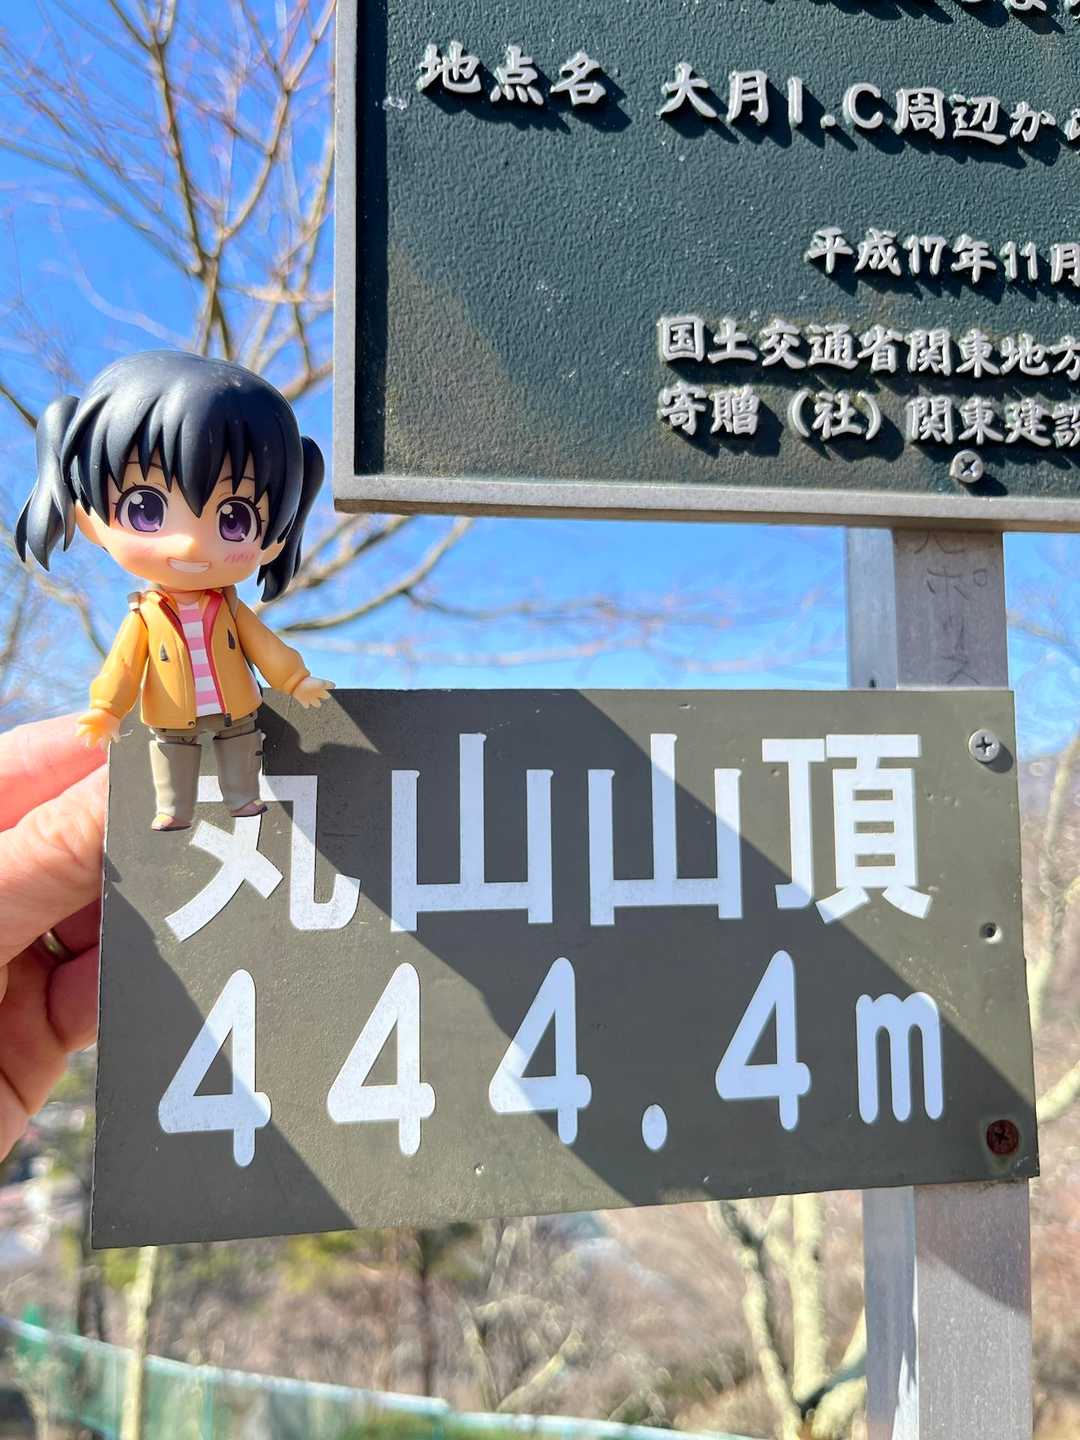 地点名 大月I.C周辺か
平成17年11月
国土交通省関東地方
寄贈（社）関東建設
ポ
丸山山頂
444.4m